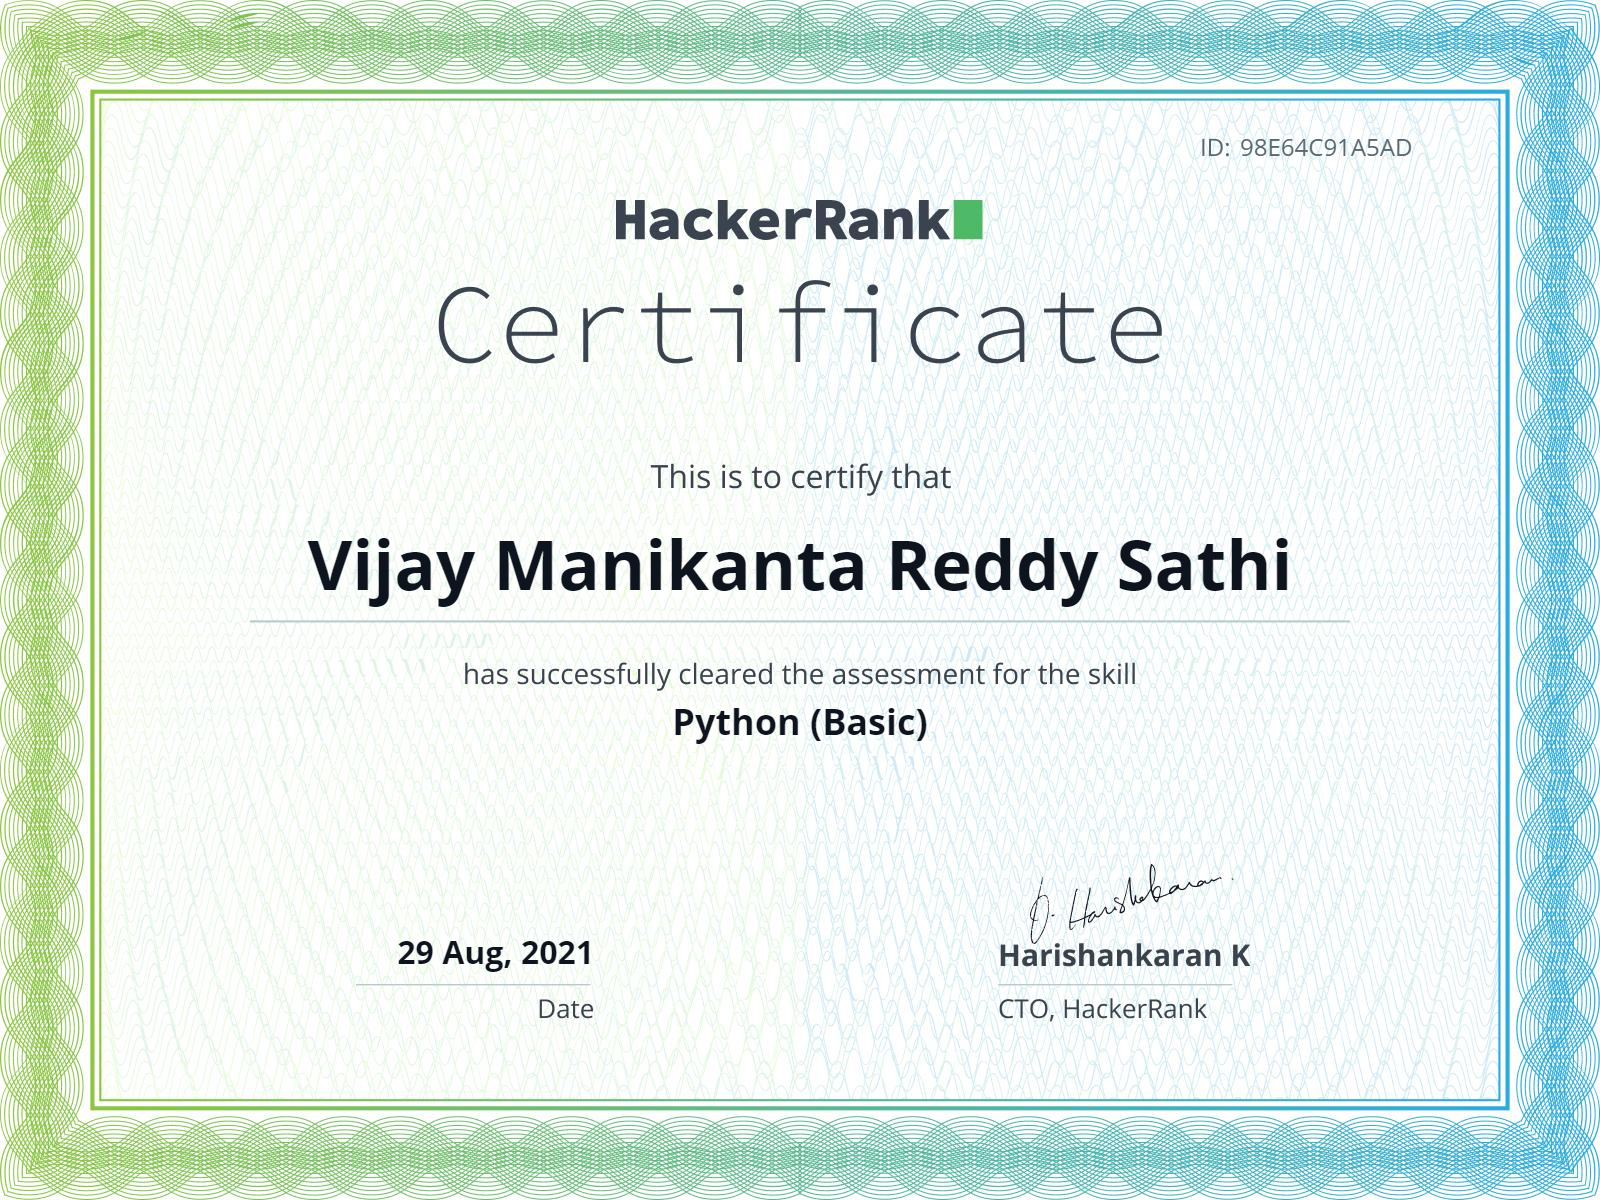 ID: 98E64C91A5AD
HackerRank
Certificate
This is to certify that
Vijay Manikanta Reddy Sathi
has successfully cleared the assessment for the skill
Python (Basic)
29 Aug, 2021
Date
Harishankaran K
CTO, HackerRank